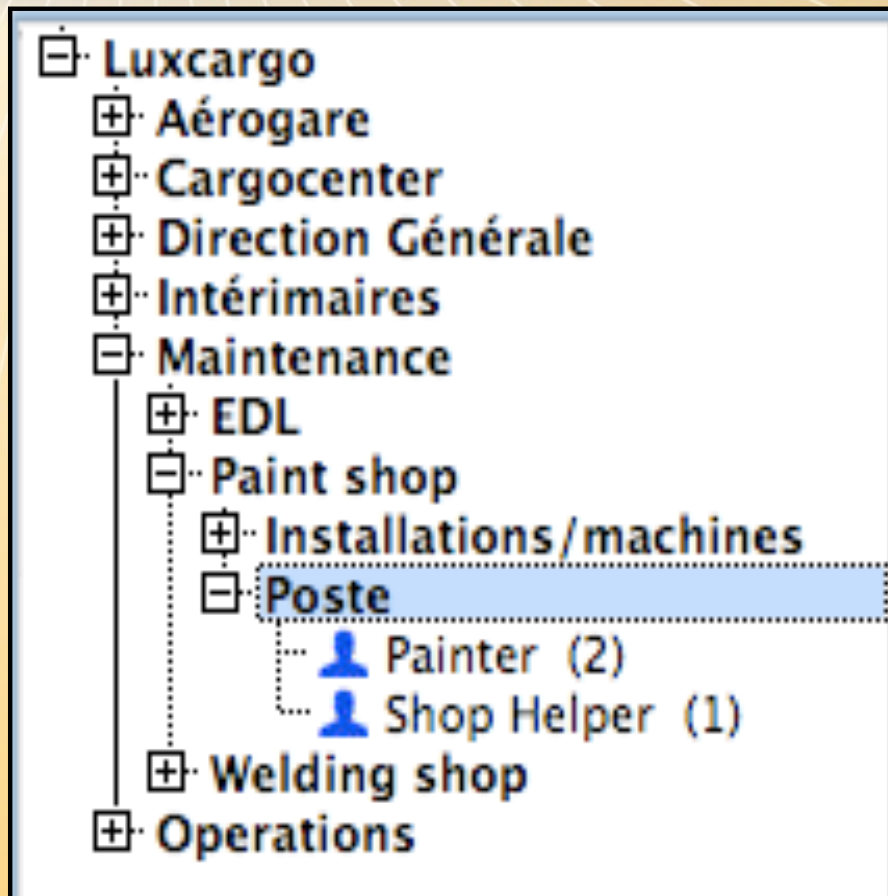 Luxcargo
Aérogare
Cargocenter
Direction Générale
Intérimaires
Maintenance
EDL
Paint shop
Installations/machines
Poste
Painter (2)
Shop Helper (1)
Welding shop
Operations